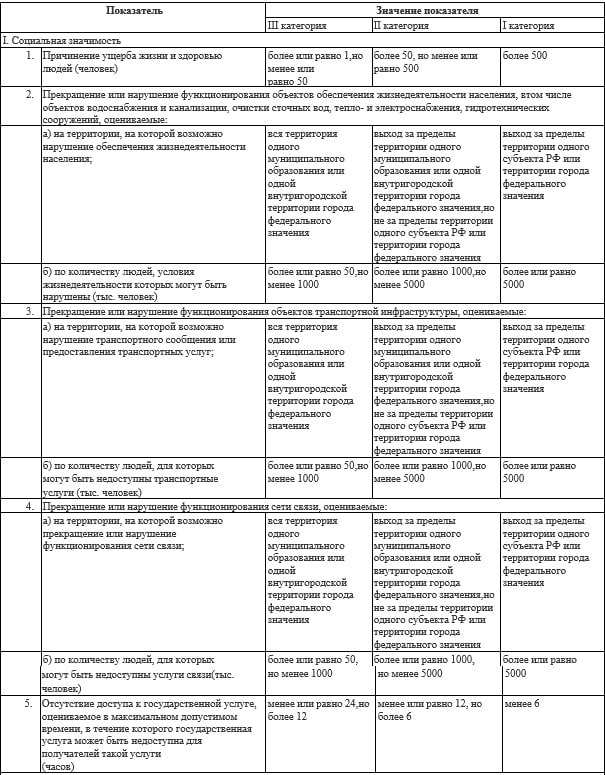 Показатель
Значение показателя
III категория
II категория
I категория
I. Социальная значимость
1.
Причинение ущерба жизни и здоровью
людей (человек)
более или равно 1,но
менее или
равно 50
более 50, но менее или
равно 500
более 500
2.
Прекращение или нарушение функционирования объектов обеспечения жизнедеятельности населения, втом числе
объектов водоснабжения и канализации, очистки сточных вод, тепло- и электроснабжения, гидротехнических
сооружений, оцениваемые:
а) на территории, на которой возможно
нарушение обеспечения жизнедеятельности
населения;
вся территория
одного
муниципального
образования или
одной
внутригородской
территории города
федерального
значения
выход за пределы
территории одного
муниципального
образования или одной
внутригородской
территории города
федерального значения,но
не за пределы территории
одного субъекта РФ или
территории города
федерального значения
выход за пределы
территории одного
субъекта РФ или
территории города
федерального
значения
б) по количеству людей, условия
жизнедеятельности которых могут быть
нарушены (тыс. человек)
более или равно 50,но
менее 1000
более или равно 1000,но
менее 5000
более или равно
5000
3.
Прекращение или нарушение функционирования объектов транспортной инфраструктуры, оцениваемые:
а) на территории, на которой возможно
нарушение транспортного сообщения или
предоставления транспортных услуг;
вся территория
одного
муниципального
образования или
одной
внутригородской
территории города
федерального
значения
выход за пределы
территории одного
муниципального
образования или одной
внутригородской
территории города
федерального значения,но
не за пределы территории
одного субъекта РФ или
территории города
федерального значения
выход за пределы
территории одного
субъекта РФ или
территории города
федерального
значения
б) по количеству людей, для которых
могут быть недоступны транспортные
услуги (тыс. человек)
более или равно 50,но
менее 1000
более или равно 1000,но
менее 5000
более или равно
5000
4.
Прекращение или нарушение функционирования сети связи, оцениваемые:
а) на территории, на которой возможно
прекращение или нарушение
функционирования сети связи;
вся территория
одного
муниципального
образования или
одной
внутригородской
территории города
федерального
значения
выход за пределы
территории одного
муниципального
образования или одной
внутригородской
территории города
федерального значения,но
не за пределы территории
одного субъекта РФ или
территории города
федерального значения
выход за пределы
территории одного
субъекта РФ или
территории города
федерального
значения
б) по количеству людей, для которых
могут быть недоступны услуги связи(тыс.
человек)
более или равно 50,
но менее 1000
более или равно 1000,
но менее 5000
более или равно
5000
5.
Отсутствие доступа к государственной услуге,
оцениваемое в максимальном допустимом
времени, в течение которого государственная
услуга может быть недоступна для
получателей такой услуги
(часов)
менее или равно 24,но
более 12
менее или равно 12, но
более 6
менее 6